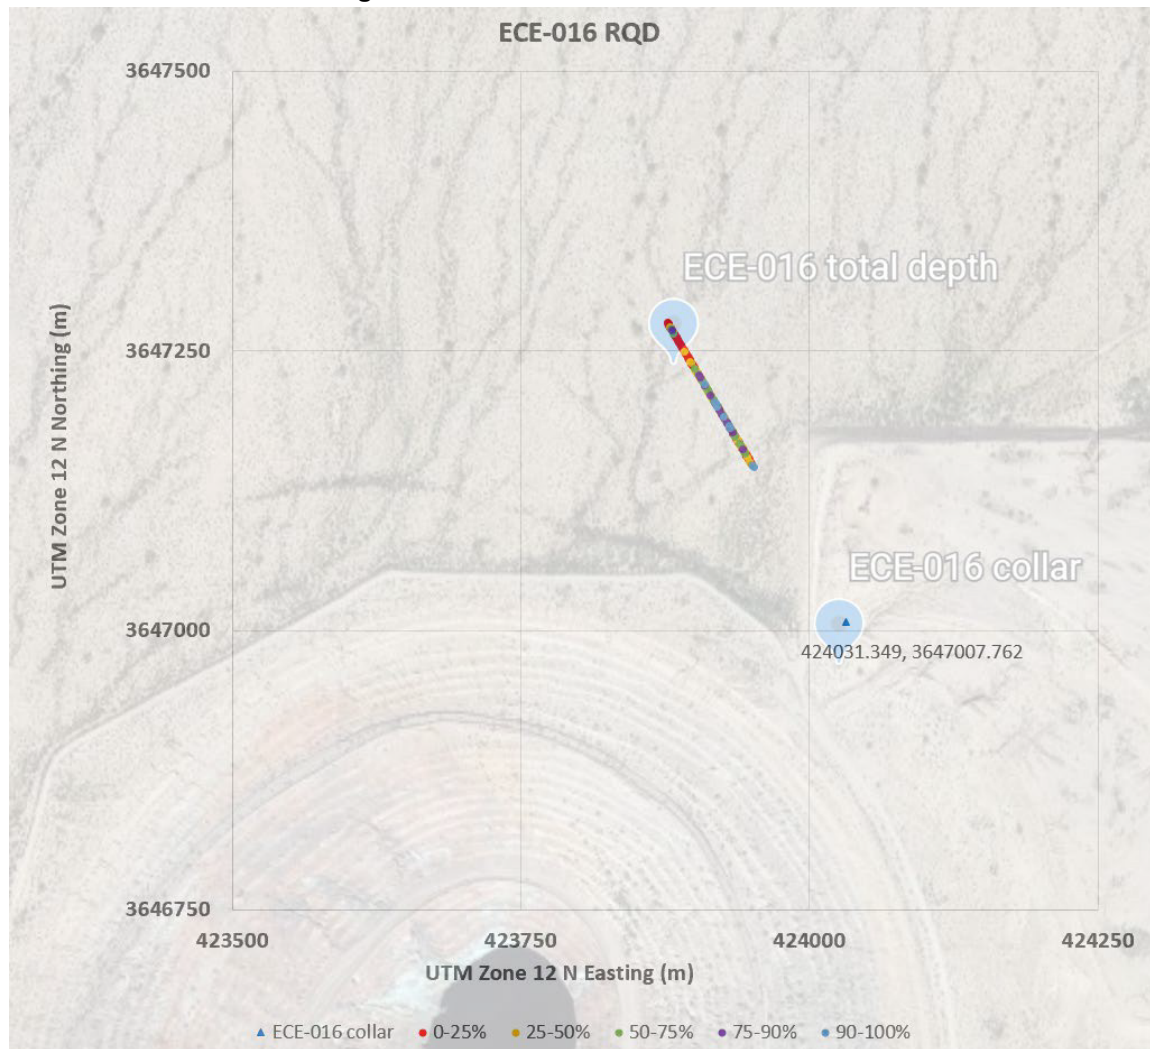 ECE-016 RQD
3647500
ECE-016 total depth
3647250
UTM Zone 12 N Northing (m)
ECE-016 collar
3647000
424031.349, 3647007.762
3646750
423500 423750 424000 424250
UTM Zone 12 N Easting (m)
ECE-016 collar 0-25% 25-50% 50-75% 75-90% 90-100%